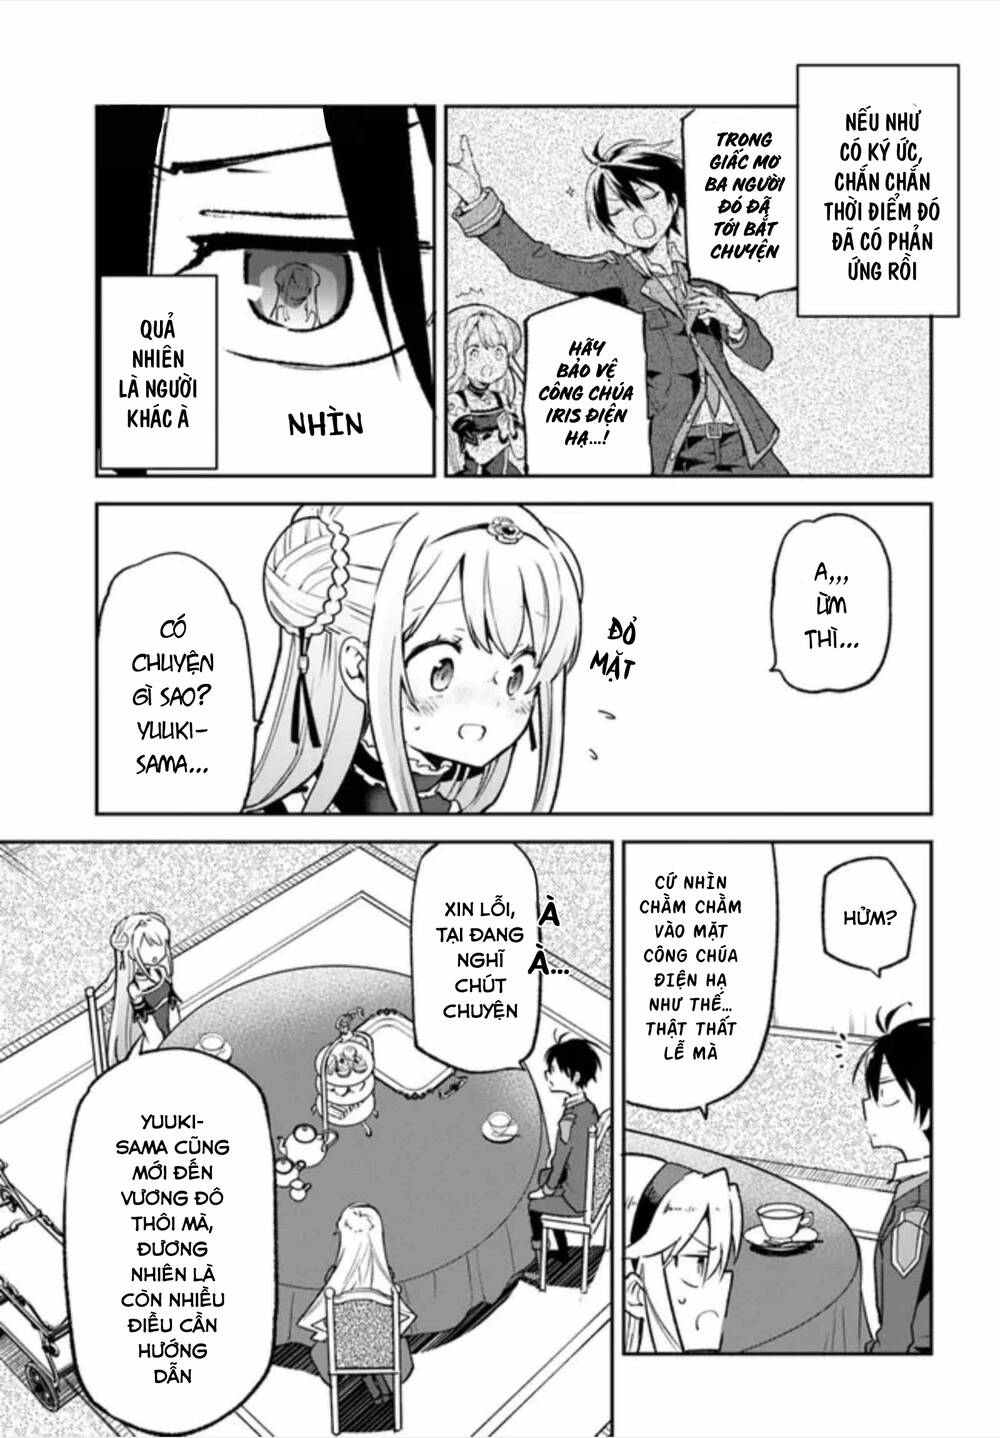 NẾU NHƯ
CÓ KÝ ỨC,
CHẮN CHẮN
THỜI ĐIỂM ĐÓ
ĐÃ CÓ PHẢN
ỨNG RỒI
TRONG
GIẤC MƠ
BA NGƯỜI
ĐÓ ĐÃ
TỚI BẮT
CHUYỆN
HÃY
BẢO VỆ
CÔNG CHÚA
IRIS ĐIỆN
HẠ...!
QUẢ
NHIÊN
LÀ NGƯỜI
KHÁC À
NHÌN
A,,,
ỪM
THÌ...
ĐỎ
MẶT
CÓ
CHUYỆN
GÌ SAO?
YUUKI-
SAMA...
HỬM?
CỨ NHÌN
CHẰM CHẰM
VÀO MẶT
CÔNG CHÚA
ĐIỆN HẠ
NHƯ THẾ...
THẬT THẤT
LỄ MÀ
À
À...
XIN LỖI,
TẠI ĐANG
NGHĨ
CHÚT
CHUYỆN
YUUKI-
SAMA CŨNG
MỚI ĐẾN
VƯƠNG ĐÔ
THÔI MÀ,
ĐƯƠNG
NHIÊN LÀ
CÒN NHIỀU
ĐIỀU CẦN
HƯỚNG
DẪN